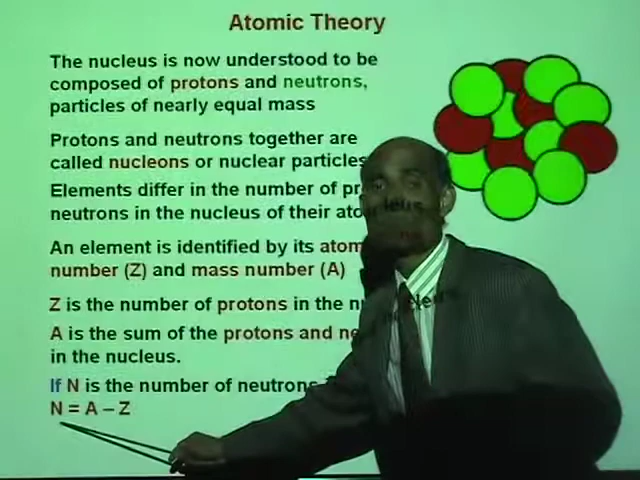 Atomic Theory
The nucleus is now understood to be
composed of protons and neutrons,
particles of nearly equal mass
Protons and neutrons together are
called nucleons or nuclear particles
Elements differ in the number of
neutrons in the nucleus of their
An element is identified by its
number (Z) and mass number (A)
Z is the number of protons in the
A is the sum of the protons and
in the nucleus.
If N is the number of neutrons
N = A – Z